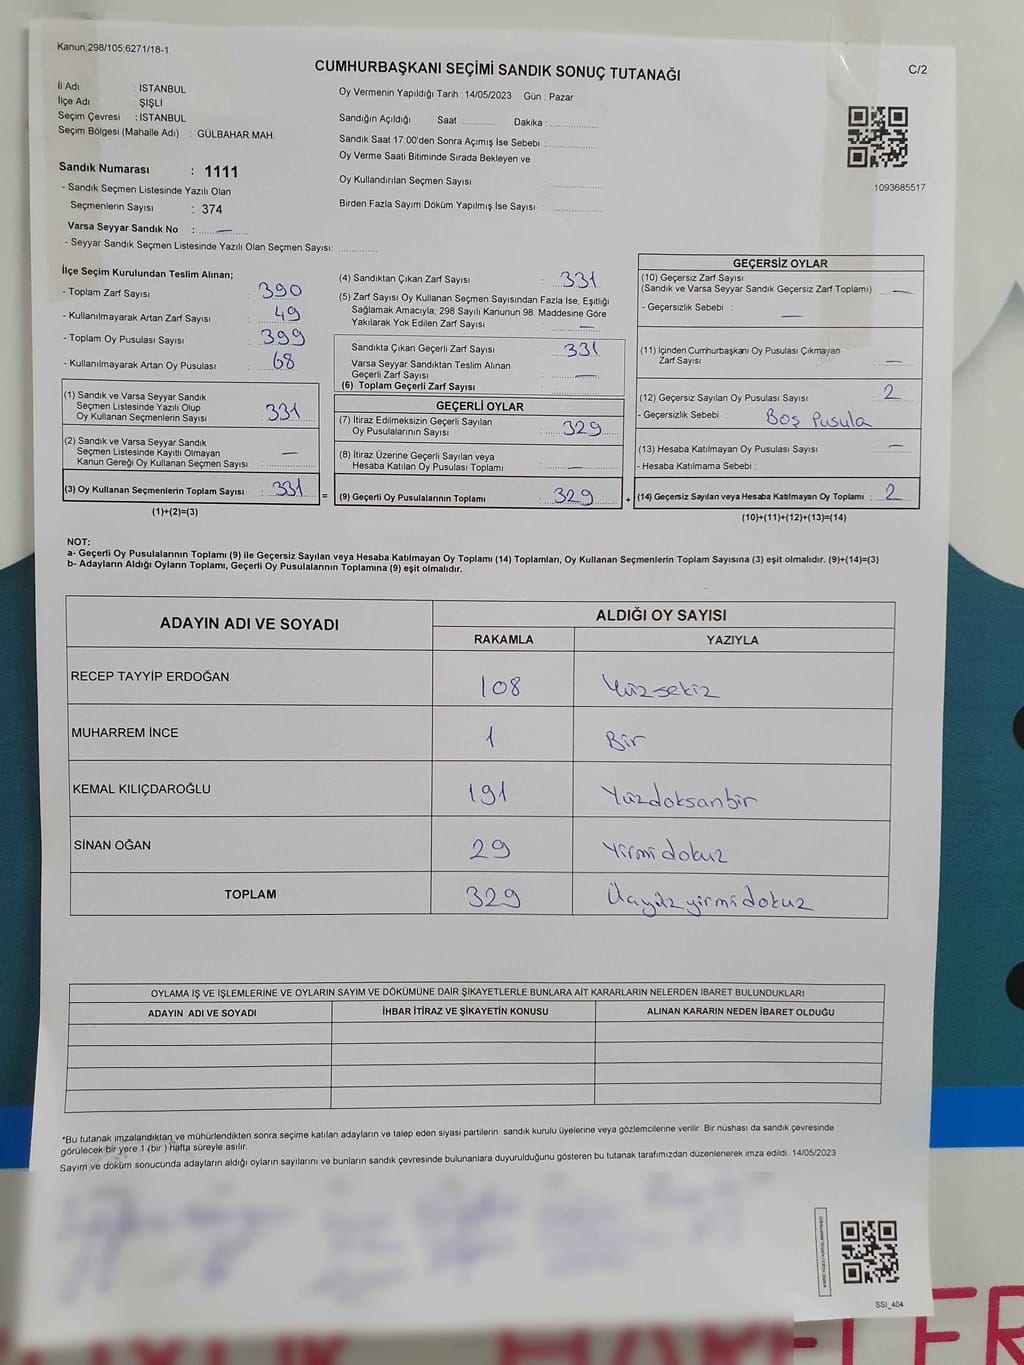 Kanun;298/105;6271/18-1
C/2
CUMHURBAŞKANI SEÇİMİ SANDIK SONUÇ TUTANAĞI
İl Adı : İSTANBUL
İlçe Adı : ŞİŞLİ
Seçim Çevresi : İSTANBUL
Seçim Bölgesi (Mahalle Adı) : GÜLBAHAR MAH.
Sandık Numarası : 1111
- Sandık Seçmen Listesinde Yazılı Olan
Seçmenlerin Sayısı : 374
Varsa Seyyar Sandık No : —
- Seyyar Sandık Seçmen Listesinde Yazılı Olan Seçmen Sayısı: ............
Oy Vermenin Yapıldığı Tarih : 14/05/2023 Gün : Pazar
Sandığın Açıldığı Saat :.......... Dakika :..............
Sandık Saat 17:00'den Sonra Açımış İse Sebebi ..............
Oy Verme Saati Bitiminde Sırada Bekleyen ve
Oy Kullandırılan Seçmen Sayısı : ..............
Birden Fazla Sayım Döküm Yapılmış İse Sayısı : ..............
1093685517
İlçe Seçim Kurulundan Teslim Alınan;
- Toplam Zarf Sayısı : 390
- Kullanılmayarak Artan Zarf Sayısı : 49
- Toplam Oy Pusulası Sayısı : 399
- Kullanılmayarak Artan Oy Pusulası : 68
(1) Sandık ve Varsa Seyyar Sandık
Seçmen Listesinde Yazılı Olup
Oy Kullanan Seçmenlerin Sayısı : 331
(2) Sandık ve Varsa Seyyar Sandık
Seçmen Listesinde Kayıtlı Olmayan
Kanun Gereği Oy Kullanan Seçmen Sayısı : —
(3) Oy Kullanan Seçmenlerin Toplam Sayısı : 331
(1)+(2)=(3)
(4) Sandıktan Çıkan Zarf Sayısı : 331
(5) Zarf Sayısı Oy Kullanan Seçmen Sayısından Fazla İse, Eşitliği
Sağlamak Amacıyla; 298 Sayılı Kanunun 98. Maddesine Göre
Yakılarak Yok Edilen Zarf Sayısı : —
Sandıkta Çıkan Geçerli Zarf Sayısı : 331
Varsa Seyyar Sandıktan Teslim Alınan
Geçerli Zarf Sayısı : —
(6) Toplam Geçerli Zarf Sayısı : ..............
GEÇERLİ OYLAR
(7) İtiraz Edilmeksizin Geçerli Sayılan
Oy Pusulalarının Sayısı : 329
(8) İtiraz Üzerine Geçerli Sayılan veya
Hesaba Katılan Oy Pusulası Toplamı : —
= (9) Geçerli Oy Pusulalarının Toplamı : 329 +
GEÇERSİZ OYLAR
(10) Geçersiz Zarf Sayısı
(Sandık ve Varsa Seyyar Sandık Geçersiz Zarf Toplamı) : —
- Geçersizlik Sebebi : —
(11) İçinden Cumhurbaşkanı Oy Pusulası Çıkmayan
Zarf Sayısı : —
(12) Geçersiz Sayılan Oy Pusulası Sayısı : 2
- Geçersizlik Sebebi : Boş Pusula
(13) Hesaba Katılmayan Oy Pusulası Sayısı : —
- Hesaba Katılmama Sebebi :
(14) Geçersiz Sayılan veya Hesaba Katılmayan Oy Toplamı : 2
(10)+(11)+(12)+(13)=(14)
NOT:
a- Geçerli Oy Pusulalarının Toplamı (9) ile Geçersiz Sayılan veya Hesaba Katılmayan Oy Toplamı (14) Toplamları, Oy Kullanan Seçmenlerin Toplam Sayısına (3) eşit olmalıdır. (9)+(14)=(3)
b- Adayların Aldığı Oyların Toplamı, Geçerli Oy Pusulalarının Toplamına (9) eşit olmalıdır.
ADAYIN ADI VE SOYADI
ALDIĞI OY SAYISI
RAKAMLA YAZIYLA
RECEP TAYYİP ERDOĞAN 108 Yüzsekiz
MUHARREM İNCE 1 Bir
KEMAL KILIÇDAROĞLU 191 Yüzdoksanbir
SİNAN OĞAN 29 Yirmidokuz
TOPLAM 329 Üçyüzyirmidokuz
OYLAMA İŞ VE İŞLEMLERİNE VE OYLARIN SAYIM VE DÖKÜMÜNE DAİR ŞİKAYETLERLE BUNLARA AİT KARARLARIN NELERDEN İBARET BULUNDUKLARI
ADAYIN ADI VE SOYADI İHBAR İTİRAZ VE ŞİKAYETİN KONUSU ALINAN KARARIN NEDEN İBARET OLDUĞU
*Bu tutanak imzalandıktan ve mühürlendikten sonra seçime katılan adayların ve talep eden siyasi partilerin sandık kurulu üyelerine veya gözlemcilerine verilir. Bir nüshası da sandık çevresinde
görülecek bir yere 1 (bir ) hafta süreyle asılır.
Sayım ve döküm sonucunda adayların aldığı oyların sayılarını ve bunların sandık çevresinde bulunanlara duyurulduğunu gösteren bu tutanak tarafımızdan düzenlenerek imza edildi. 14/05/2023
SSI_404